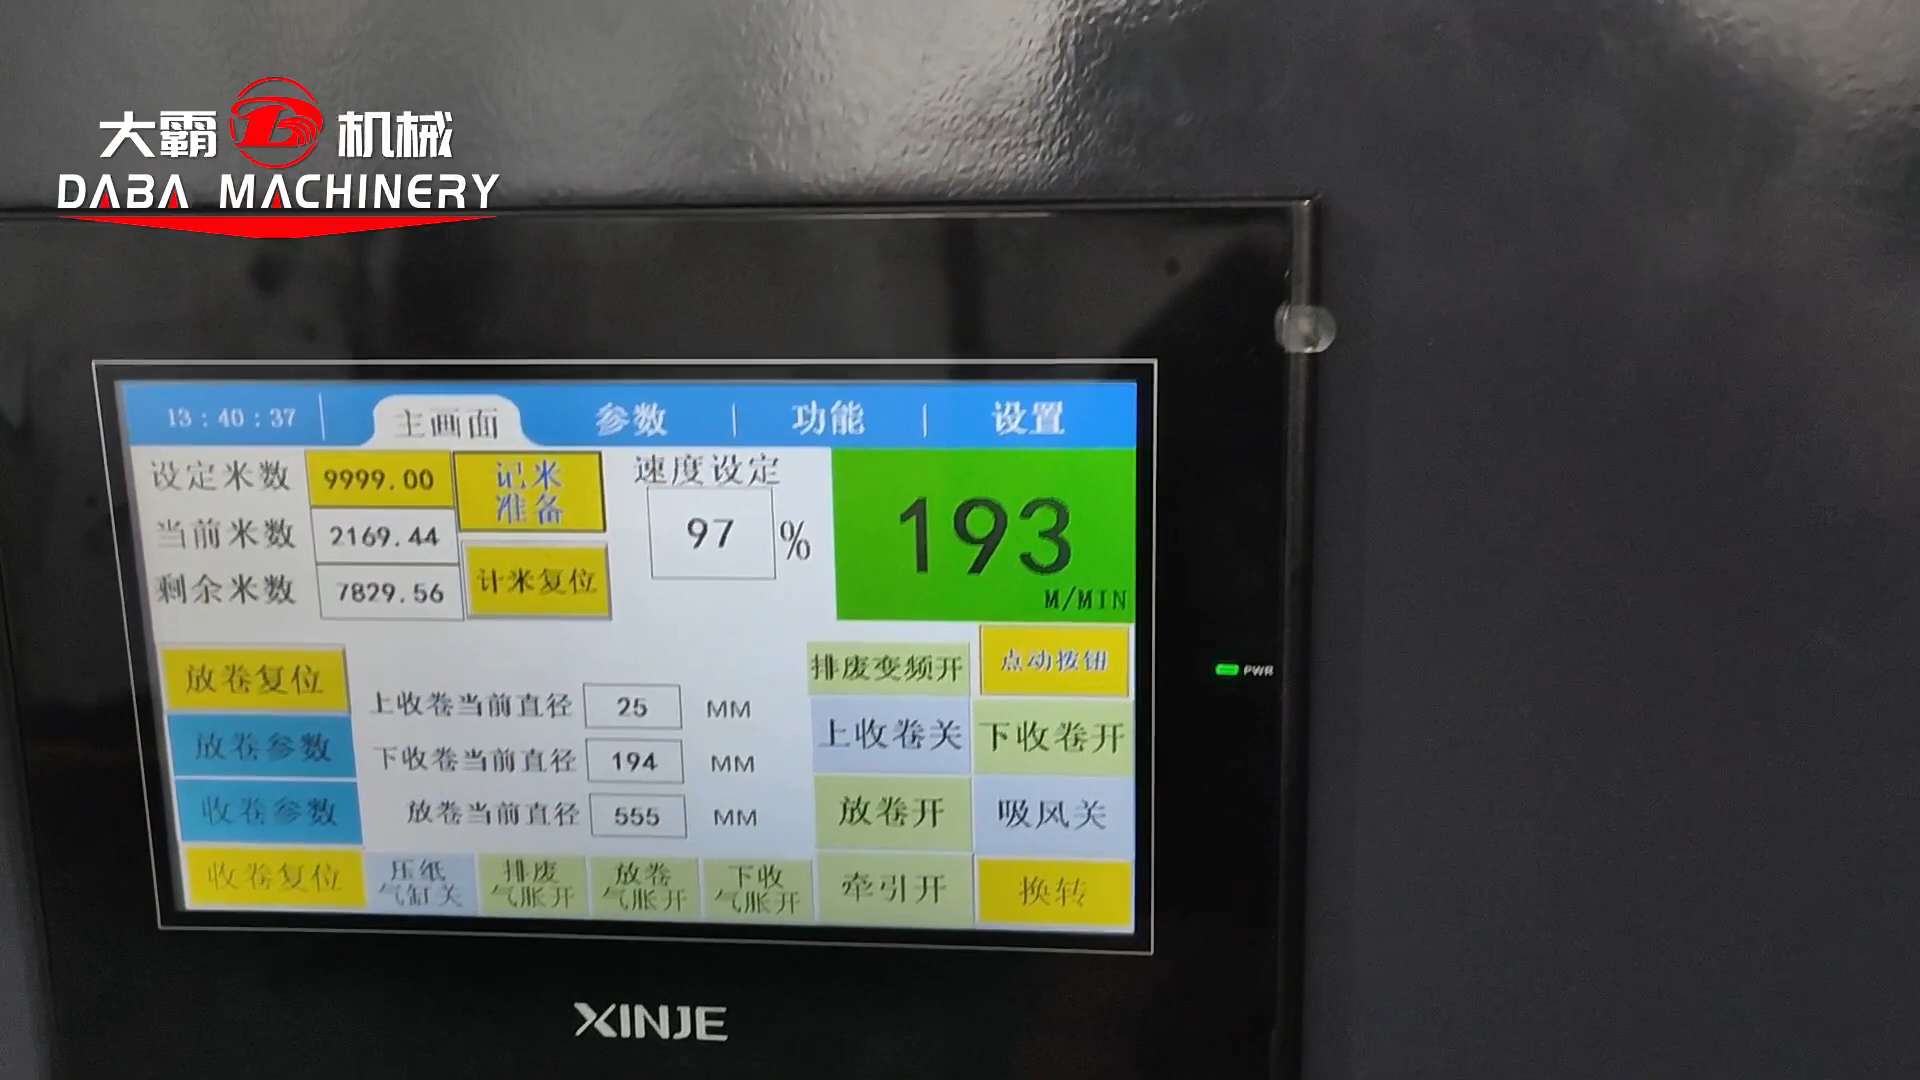 大霸 机械
DABA MACHINERY
13:40:37 主画面 参数 功能 设置
设定米数 9999.00 记米准备 速度设定
当前米数 2169.44 97 % 193
剩余米数 7829.56 计米复位 M/MIN
放卷复位 排废变频开 点动按钮
放卷参数 上收卷当前直径 25 MM 上收卷关 下收卷开
收卷参数 下收卷当前直径 194 MM
放卷当前直径 555 MM 放卷开 吸风关
收卷复位 压纸气缸关 排废气胀开 放卷气胀开 下收气胀开 牵引开 换转
PWR
XINJE